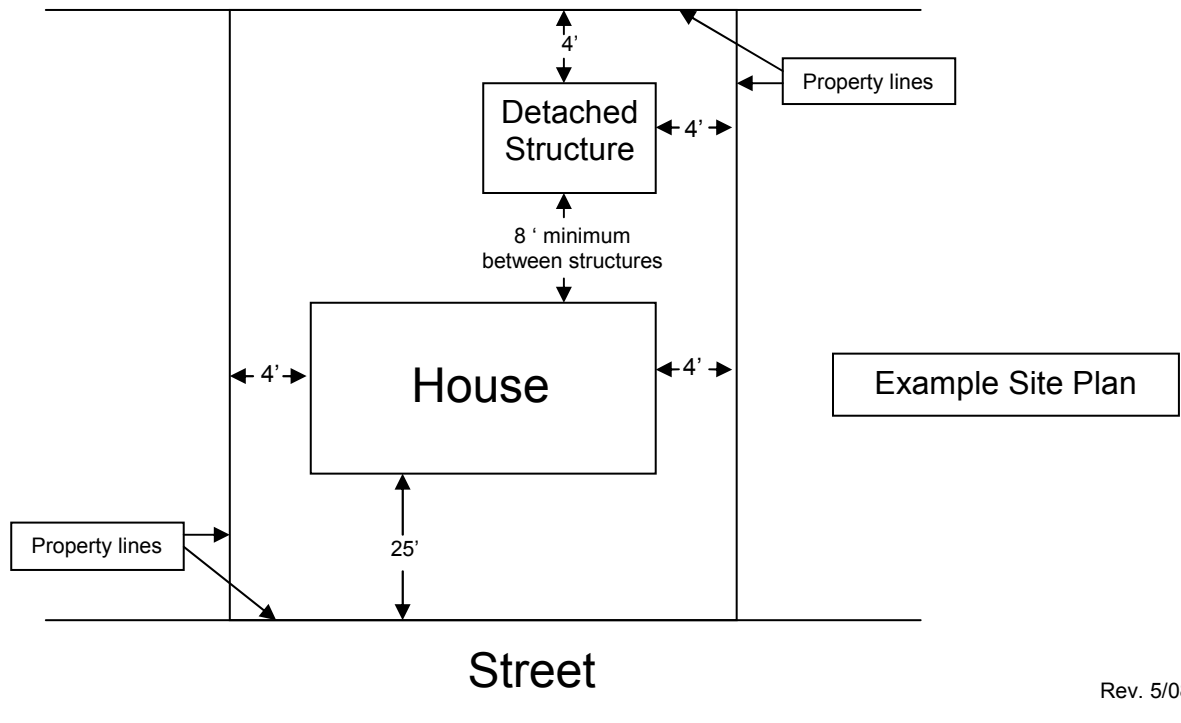 4’
Property lines
Detached
Structure
4’
8 ‘ minimum
between structures
4’
House
4’
Example Site Plan
Property lines
25’
Street
Rev.